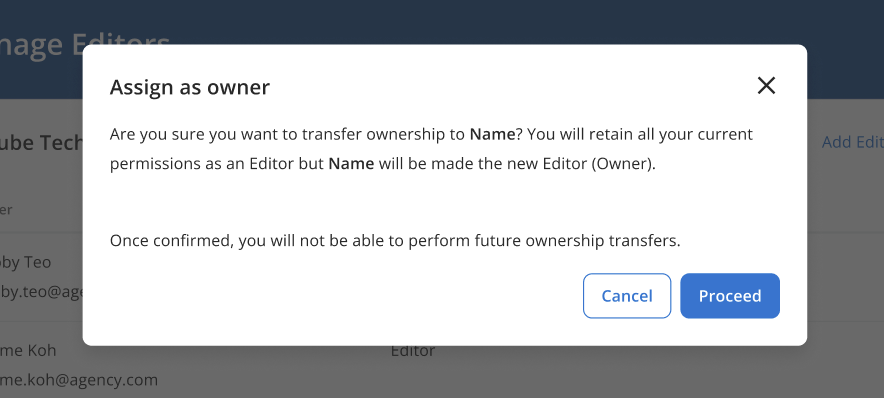 nage Editors
Assign as owner
Are you sure you want to transfer ownership to Name? You will retain all your current
permissions as an Editor but Name will be made the new Editor (Owner).
Once confirmed, you will not be able to perform future ownership transfers.
Cancel
Proceed
ube Tech
Add Edit
er
by Teo
by.teo@age
me Koh
Editor
me.koh@agency.com